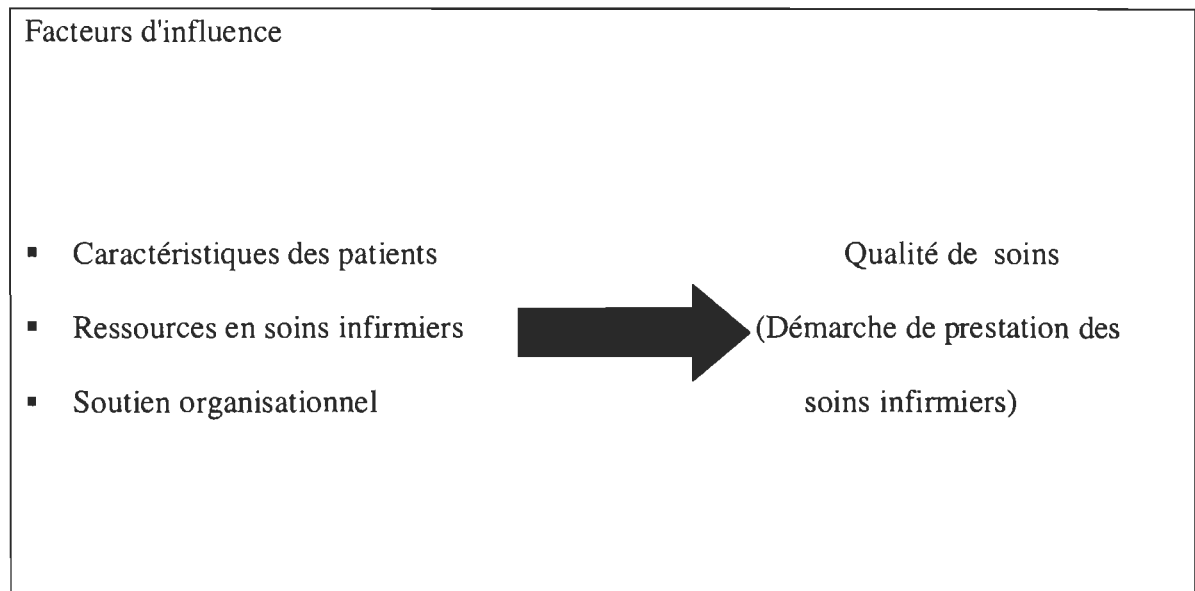 Facteurs d'influence
▪ Caractéristiques des patients
▪ Ressources en soins infirmiers
▪ Soutien organisationnel
Qualité de soins
(Démarche de prestation des
soins infirmiers)